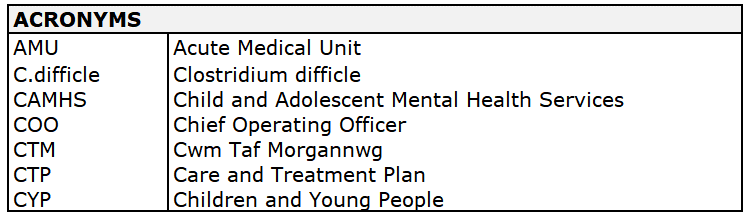 ACRONYMS
AMU Acute Medical Unit
C.difficle Clostridium difficle
CAMHS Child and Adolescent Mental Health Services
COO Chief Operating Officer
CTM Cwm Taf Morgannwg
CTP Care and Treatment Plan
CYP Children and Young People